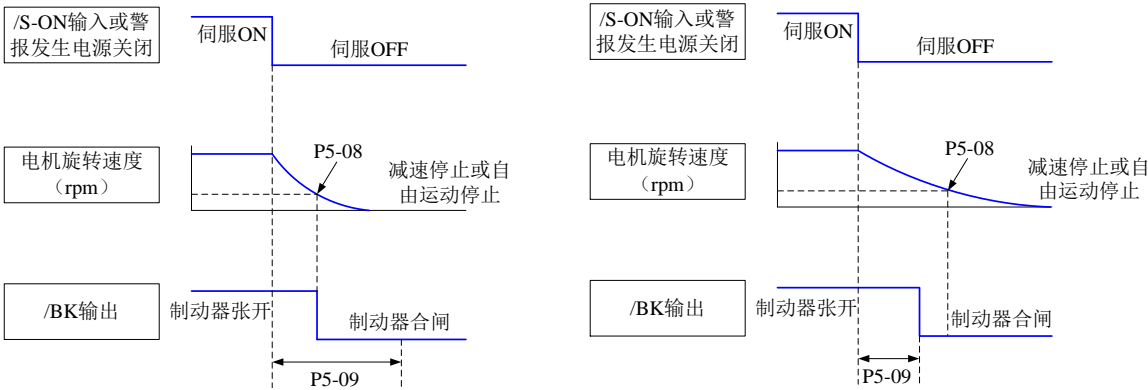 /S-ON输入或警
报发生电源关闭
伺服ON
伺服OFF
电机旋转速度
(rpm)
P5-08
减速停止或自
由运动停止
/BK输出
制动器张开
制动器合闸
P5-09
/S-ON输入或警
报发生电源关闭
伺服ON
伺服OFF
电机旋转速度
(rpm)
P5-08
减速停止或自
由运动停止
/BK输出
制动器张开
制动器合闸
P5-09